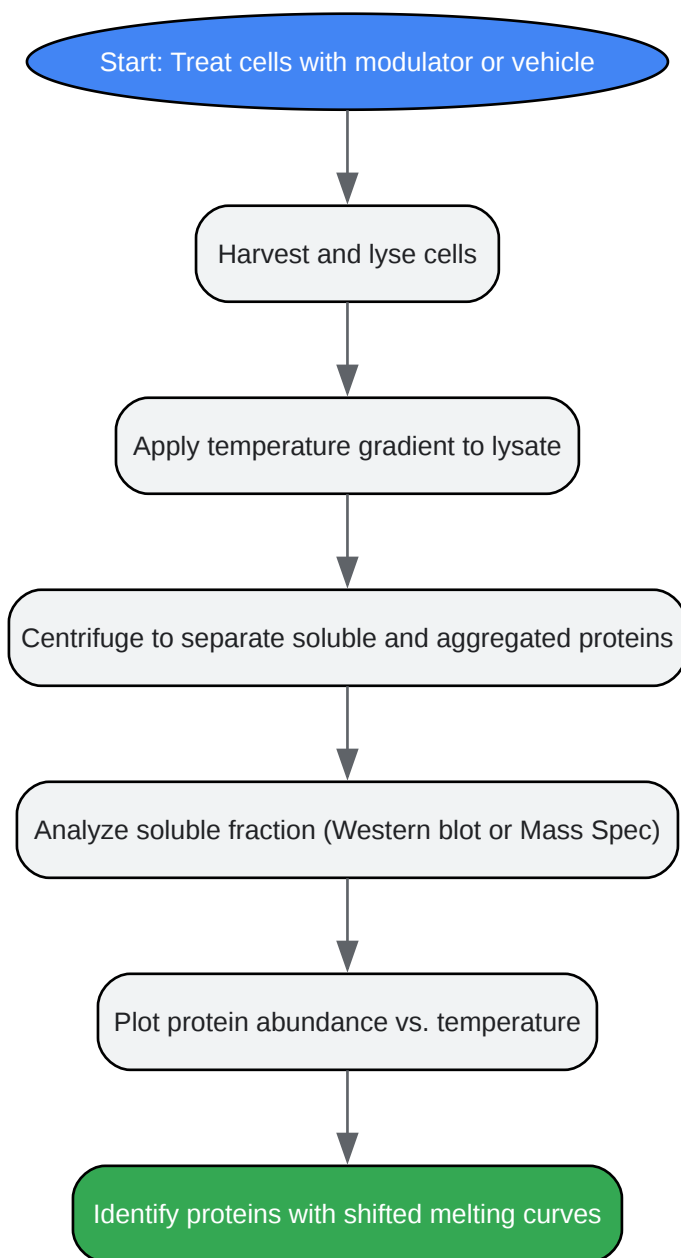 Start: Treat cells with modulator or vehicle
Harvest and lyse cells
Apply temperature gradient to lysate
Centrifuge to separate soluble and aggregated proteins
Analyze soluble fraction (Western blot or Mass Spec)
Plot protein abundance vs. temperature
Identify proteins with shifted melting curves